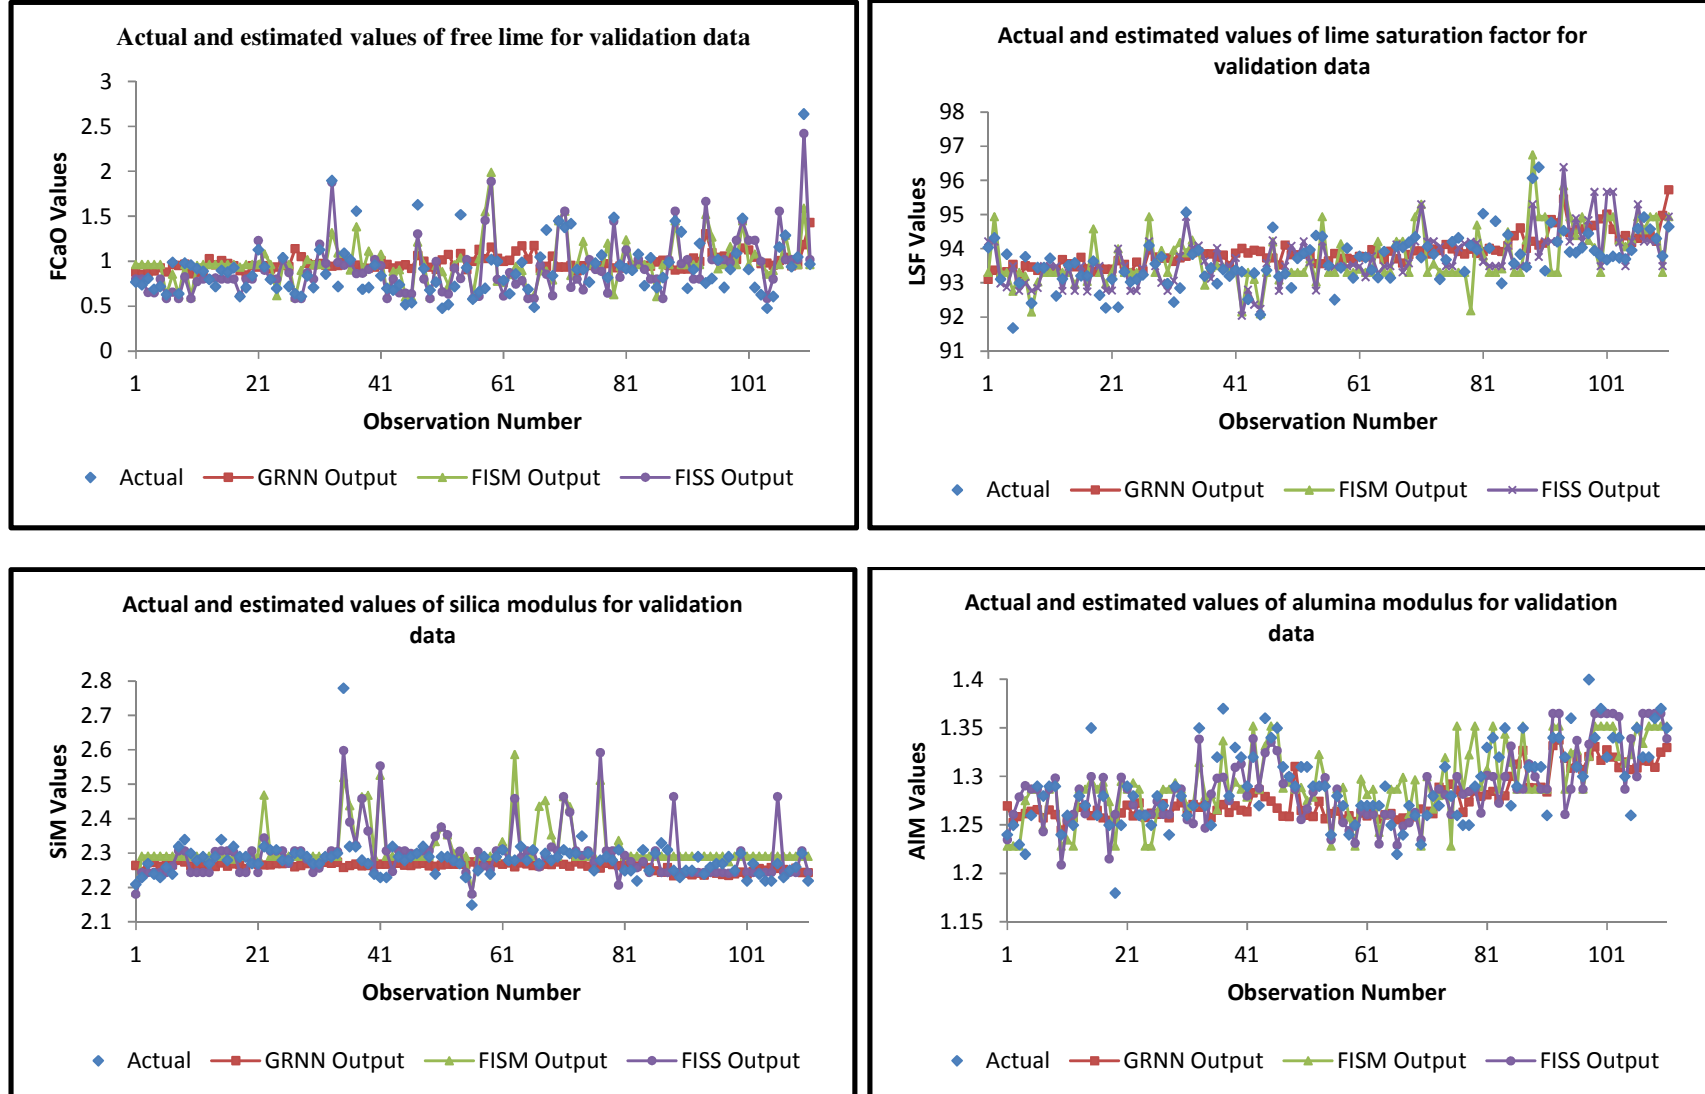 Actual and estimated values of free lime for validation data
3
2.5
2
1.5
1
0.5
0
FCaO Values
1 21 41 61 81 101
Observation Number
Actual GRNN Output FISM Output FISS Output
Actual and estimated values of lime saturation factor for
validation data
98
97
96
95
94
93
92
91
LSF Values
1 21 41 61 81 101
Observation Number
Actual GRNN Output FISM Output FISS Output
Actual and estimated values of silica modulus for validation
data
2.8
2.7
2.6
2.5
2.4
2.3
2.2
2.1
SiM Values
1 21 41 61 81 101
Observation Number
Actual GRNN Output FISM Output FISS Output
Actual and estimated values of alumina modulus for validation
data
1.4
1.35
1.3
1.25
1.2
1.15
AlM Values
1 21 41 61 81 101
Observation Number
Actual GRNN Output FISM Output FISS Output